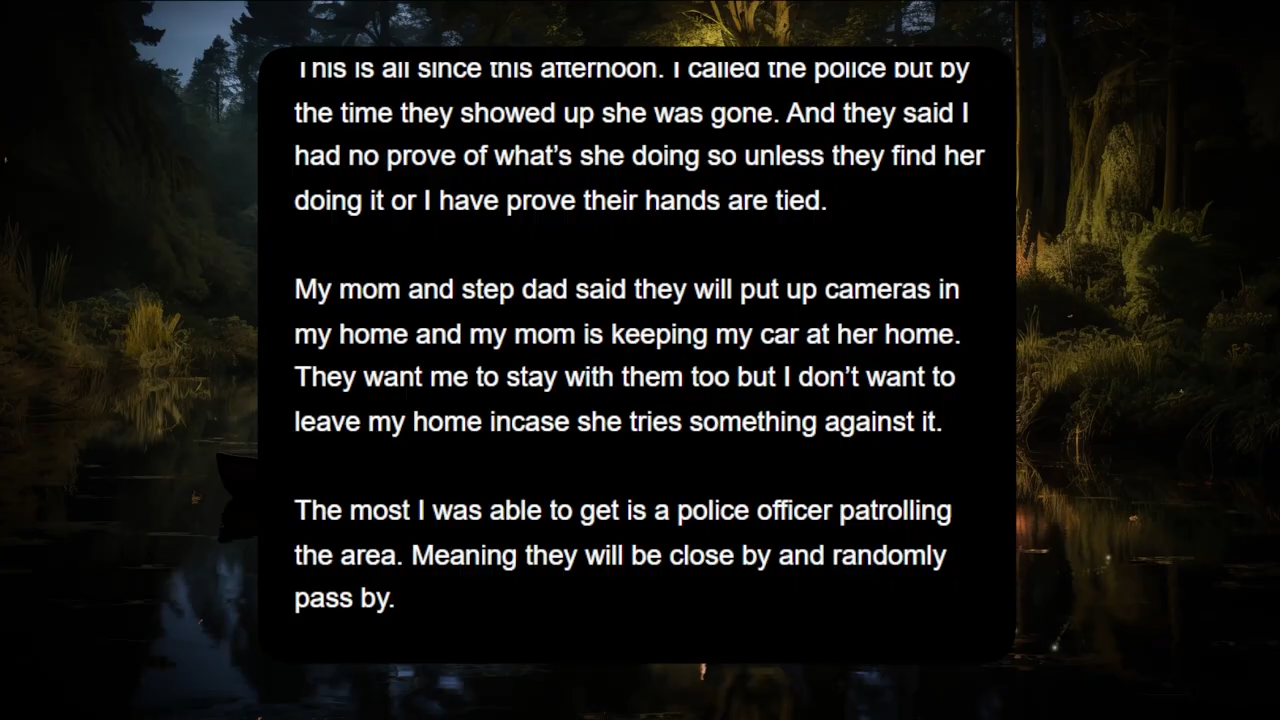 This is all since this afternoon. I called the police but by
the time they showed up she was gone. And they said I
had no prove of what’s she doing so unless they find her
doing it or I have prove their hands are tied.
My mom and step dad said they will put up cameras in
my home and my mom is keeping my car at her home.
They want me to stay with them too but I don’t want to
leave my home incase she tries something against it.
The most I was able to get is a police officer patrolling
the area. Meaning they will be close by and randomly
pass by.